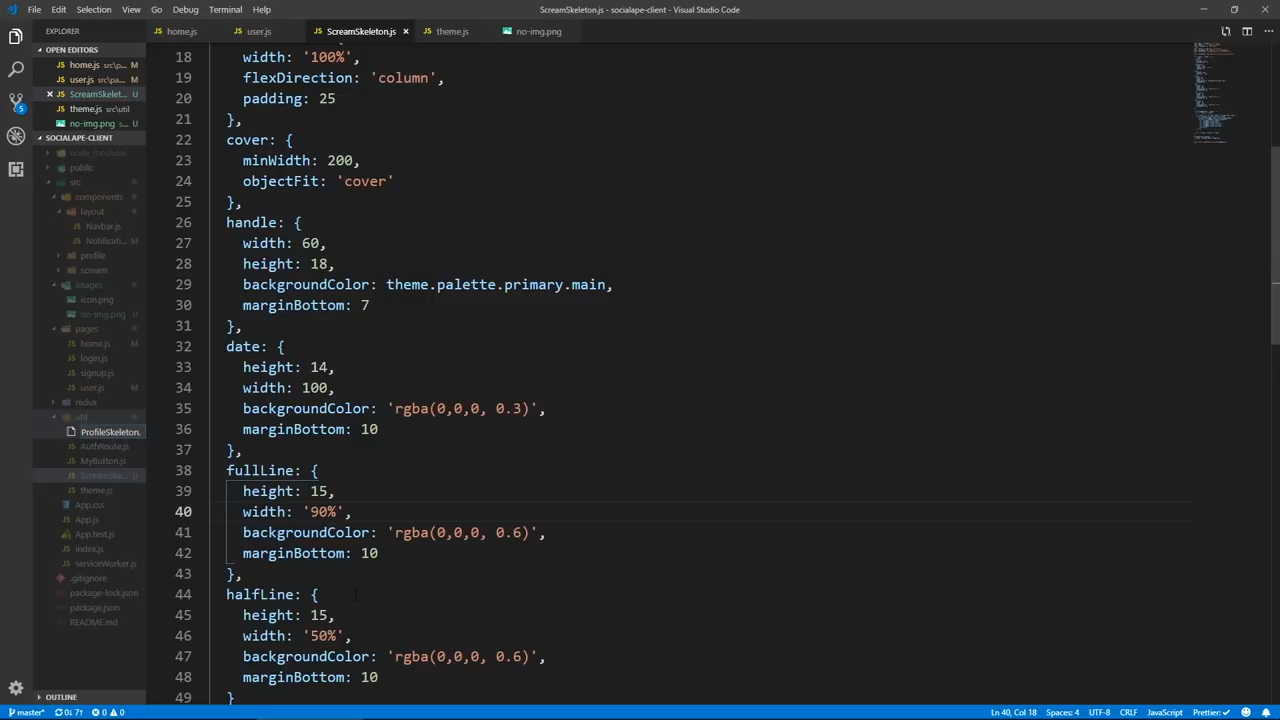 File Edit Selection View Go Debug Terminal Help
ScreamSkeleton.js - socialape-client - Visual Studio Code
EXPLORER
home.js
user.js
ScreamSkeleton.js ×
theme.js
no-img.png
OPEN EDITORS
JS home.js src\p... M
JS user.js src\pa...
JS ScreamSkelet... U
JS theme.js src\util
no-img.png s... U
SOCIALAPE-CLIENT
node_modules
public
src
components
layout
JS Navbar.js
JS Notificati... M
profile
scream
images
icon.png
no-img.png U
pages
JS home.js
JS login.js
JS signup.js
JS user.js
redux
util
ProfileSkeleton.
JS AuthRoute.js
JS MyButton.js
JS ScreamSke... U
JS theme.js
App.css
JS App.js
App.test.js
JS index.js
JS serviceWorker.js
.gitignore
package-lock.json
package.json
README.md
OUTLINE
18 width: '100%',
19 flexDirection: 'column',
20 padding: 25
21 },
22 cover: {
23 minWidth: 200,
24 objectFit: 'cover'
25 },
26 handle: {
27 width: 60,
28 height: 18,
29 backgroundColor: theme.palette.primary.main,
30 marginBottom: 7
31 },
32 date: {
33 height: 14,
34 width: 100,
35 backgroundColor: 'rgba(0,0,0, 0.3)',
36 marginBottom: 10
37 },
38 fullLine: {
39 height: 15,
40 width: '90%',
41 backgroundColor: 'rgba(0,0,0, 0.6)',
42 marginBottom: 10
43 },
44 halfLine: {
45 height: 15,
46 width: '50%',
47 backgroundColor: 'rgba(0,0,0, 0.6)',
48 marginBottom: 10
49 }
master* 0↓ 7↑ 0 0
Ln 40, Col 18 Spaces: 4 UTF-8 CRLF JavaScript Prettier: ✓